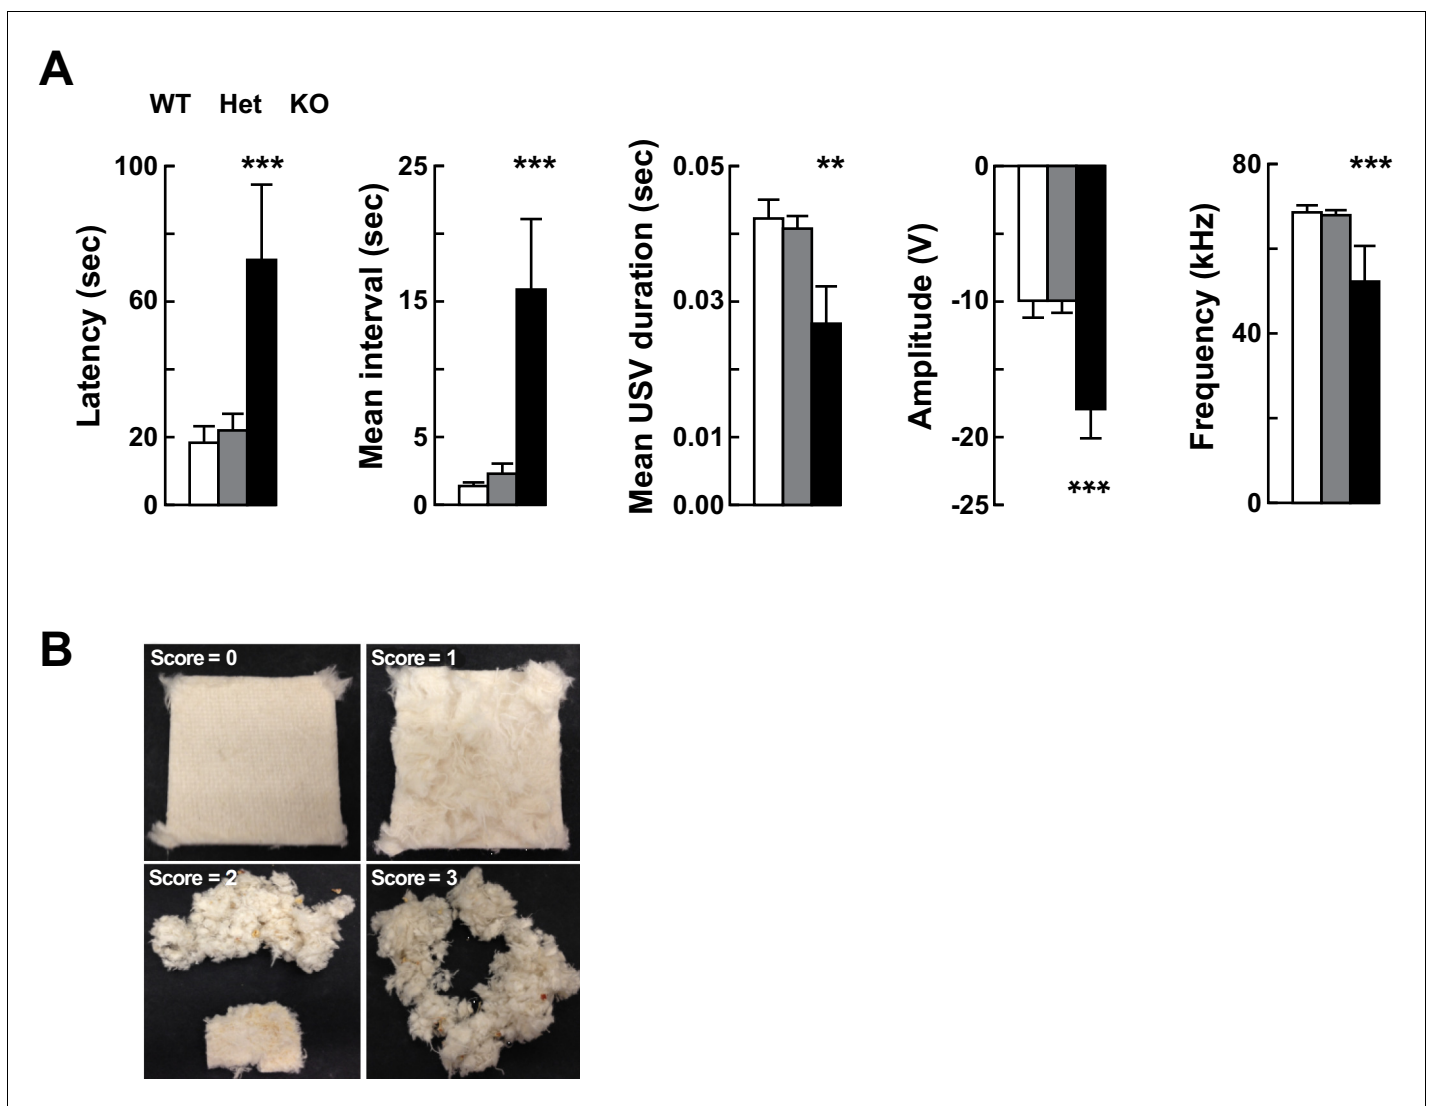 A
WT Het KO
Latency (sec)
100
60
20
0
***
Mean interval (sec)
25
15
5
0
***
Mean USV duration (sec)
0.05
0.03
0.01
0.00
**
Amplitude (V)
0
-10
-20
-25
***
Frequency (kHz)
80
40
0
***
B
Score = 0
Score = 1
Score = 2
Score = 3